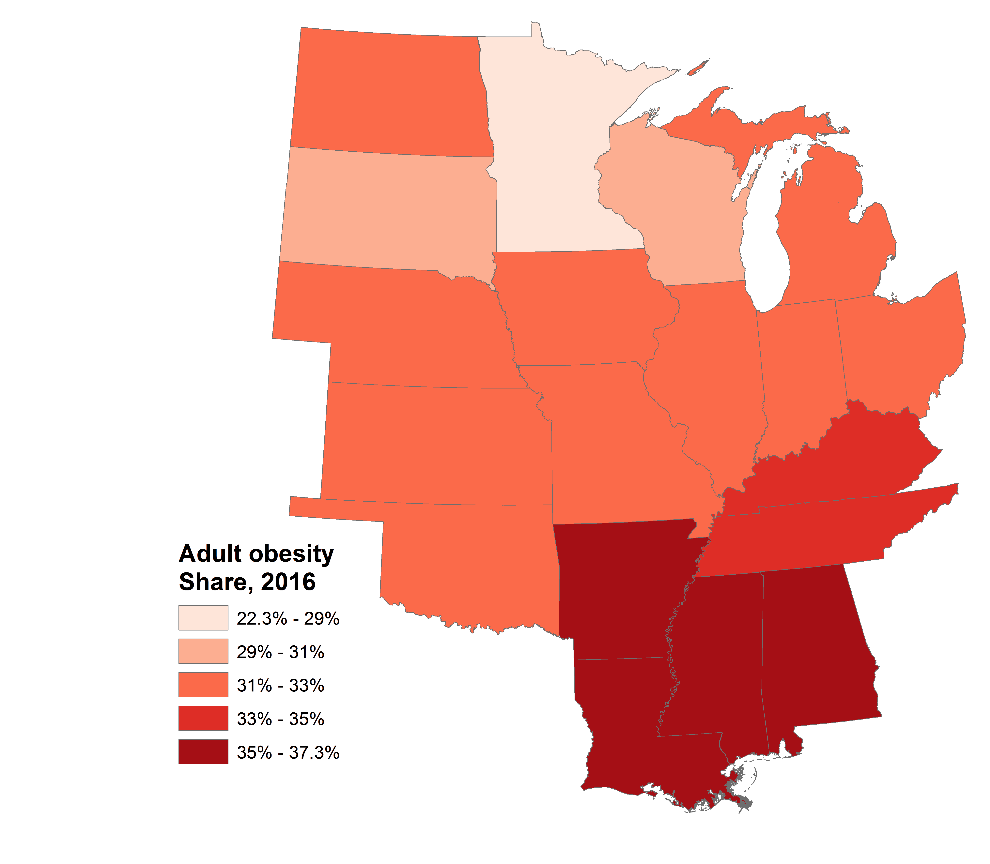 Adult obesity
Share, 2016
22.3% - 29%
29% - 31%
31% - 33%
33% - 35%
35% - 37.3%